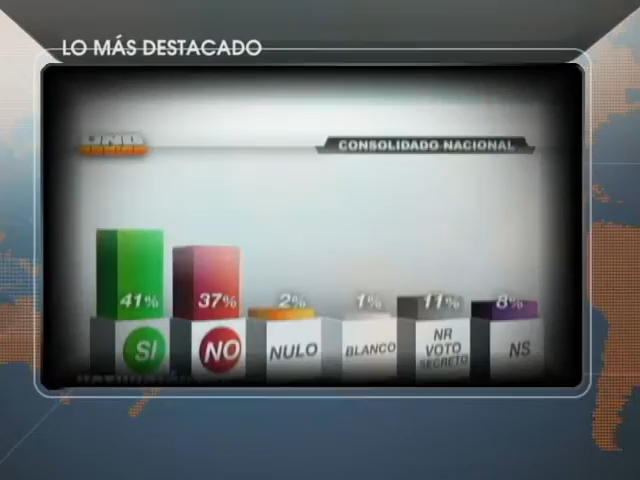 LO MÁS DESTACADO
UNO
CONSOLIDADO NACIONAL
41%
37%
2%
1%
11%
8%
SI
NO
NULO
BLANCO
NR
VOTO
SECRETO
NS